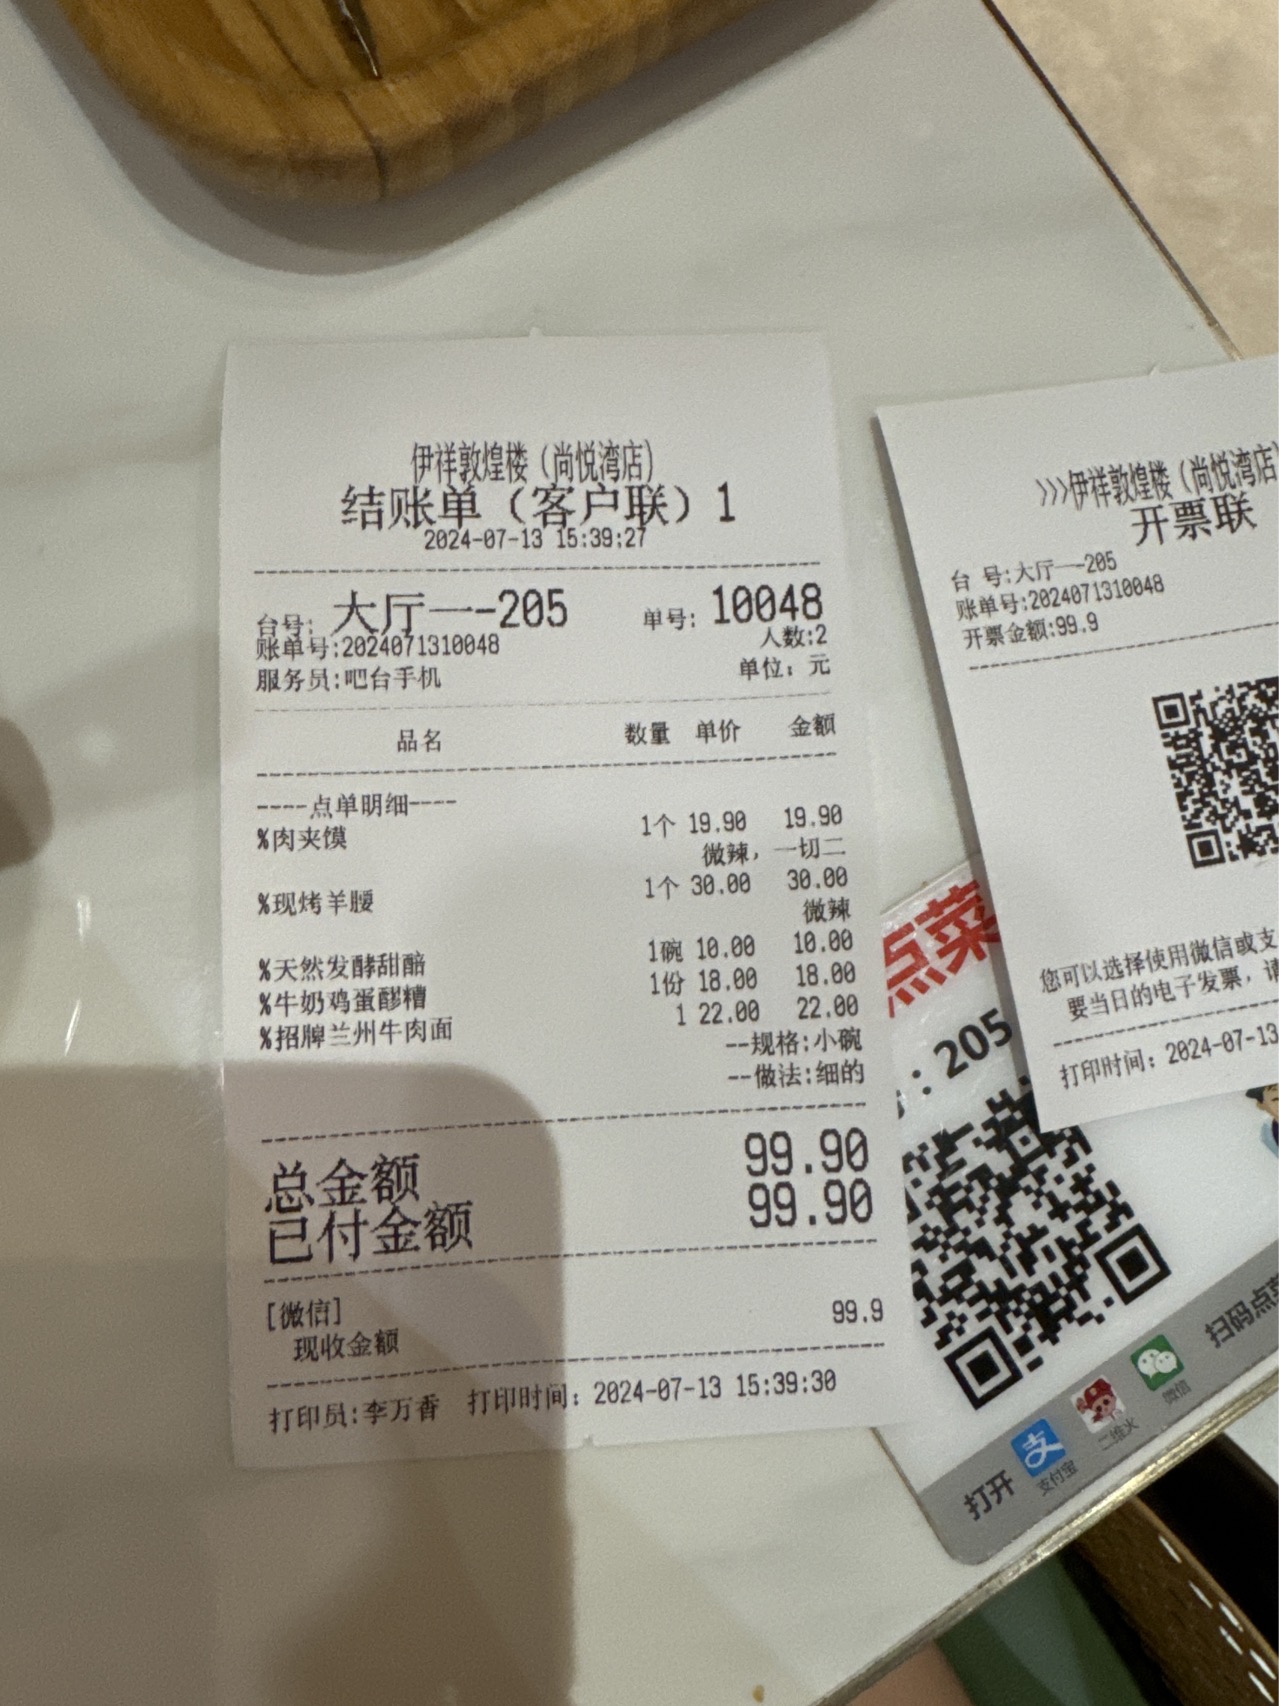 伊祥敦煌楼（尚悦湾店）
结账单（客户联）1
2024-07-13 15:39:27
台号: 大厅一-205 单号: 10048
账单号:2024071310048 人数:2
服务员:吧台手机 单位: 元
品名 数量 单价 金额
----点单明细----
%肉夹馍 1个 19.90 19.90
微辣, 一切二
%现烤羊腰 1个 30.00 30.00
微辣
%天然发酵甜醅 1碗 10.00 10.00
%牛奶鸡蛋醪糟 1份 18.00 18.00
%招牌兰州牛肉面 1 22.00 22.00
--规格:小碗
--做法:细的
总金额 99.90
已付金额 99.90
[微信]
现收金额 99.9
打印员:李万香 打印时间: 2024-07-13 15:39:30
>>>伊祥敦煌楼（尚悦湾店
开票联
台 号:大厅一-205
账单号:2024071310048
开票金额:99.9
您可以选择使用微信或支
要当日的电子发票, 请
打印时间: 2024-07-13
点菜
: 205
打开
支付宝
二维火
微信
扫码点菜